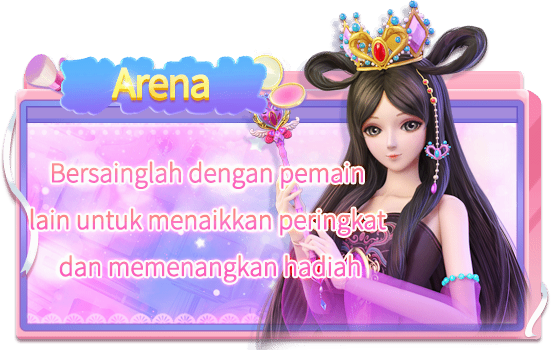 Arena
Bersainglah dengan pemain
lain untuk menaikkan peringkat
dan memenangkan hadiah